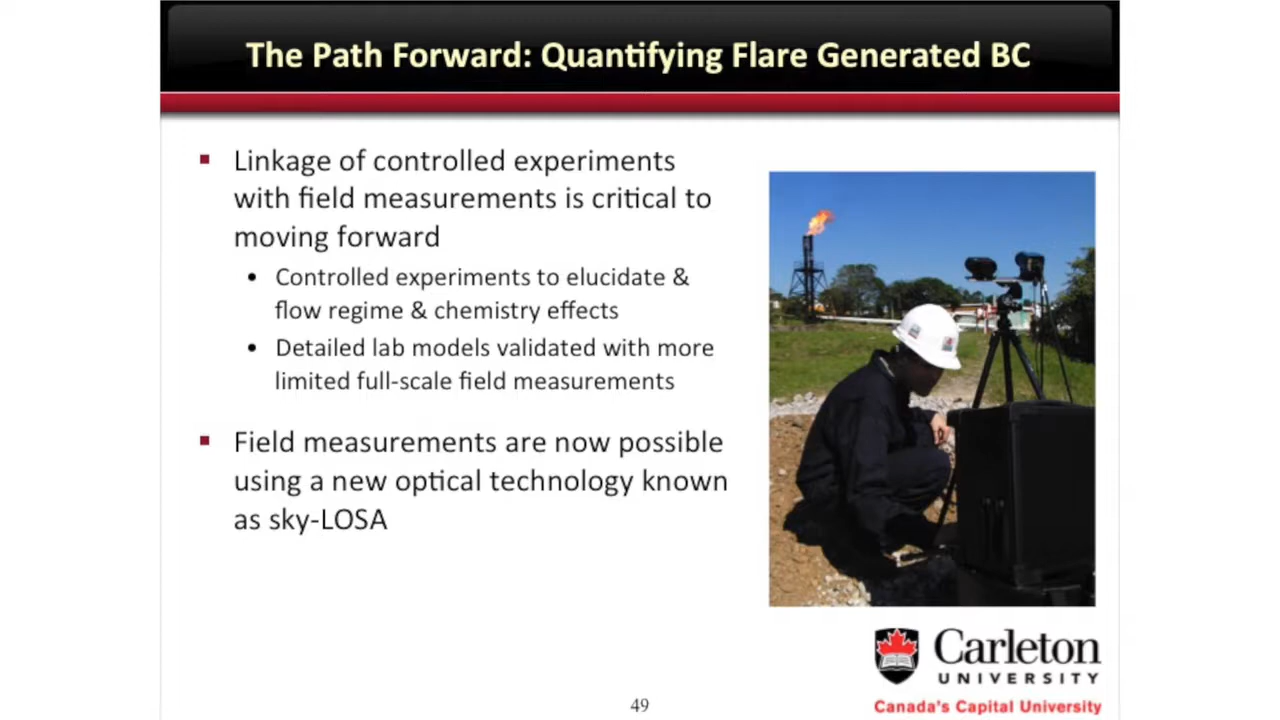 The Path Forward: Quantifying Flare Generated BC
Linkage of controlled experiments
with field measurements is critical to
moving forward
Controlled experiments to elucidate &
flow regime & chemistry effects
Detailed lab models validated with more
limited full-scale field measurements
Field measurements are now possible
using a new optical technology known
as sky-LOSA
Carleton
UNIVERSITY
Canada's Capital University
49